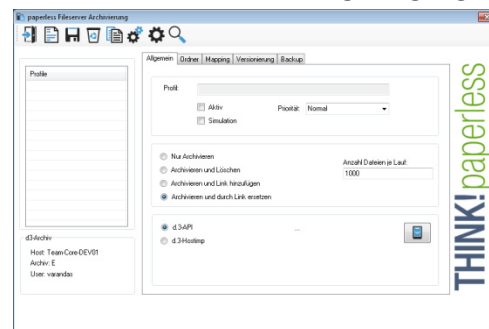 paperless Fileserver Archivierung
Allgemein Ordner Mapping Versionierung Backup
Profile
Profil:
Aktiv
Priorität: Normal
Simulation
Nur Archivieren
Archivieren und Löschen
Anzahl Dateien je Lauf:
1000
Archivieren und Link hinzufügen
Archivieren und durch Link ersetzen
d.3-API
...
d.3-Hostimp
d3-Archiv
Host: Team-Core-DEV01
Archiv: E
User: varandas
THINK! paperless